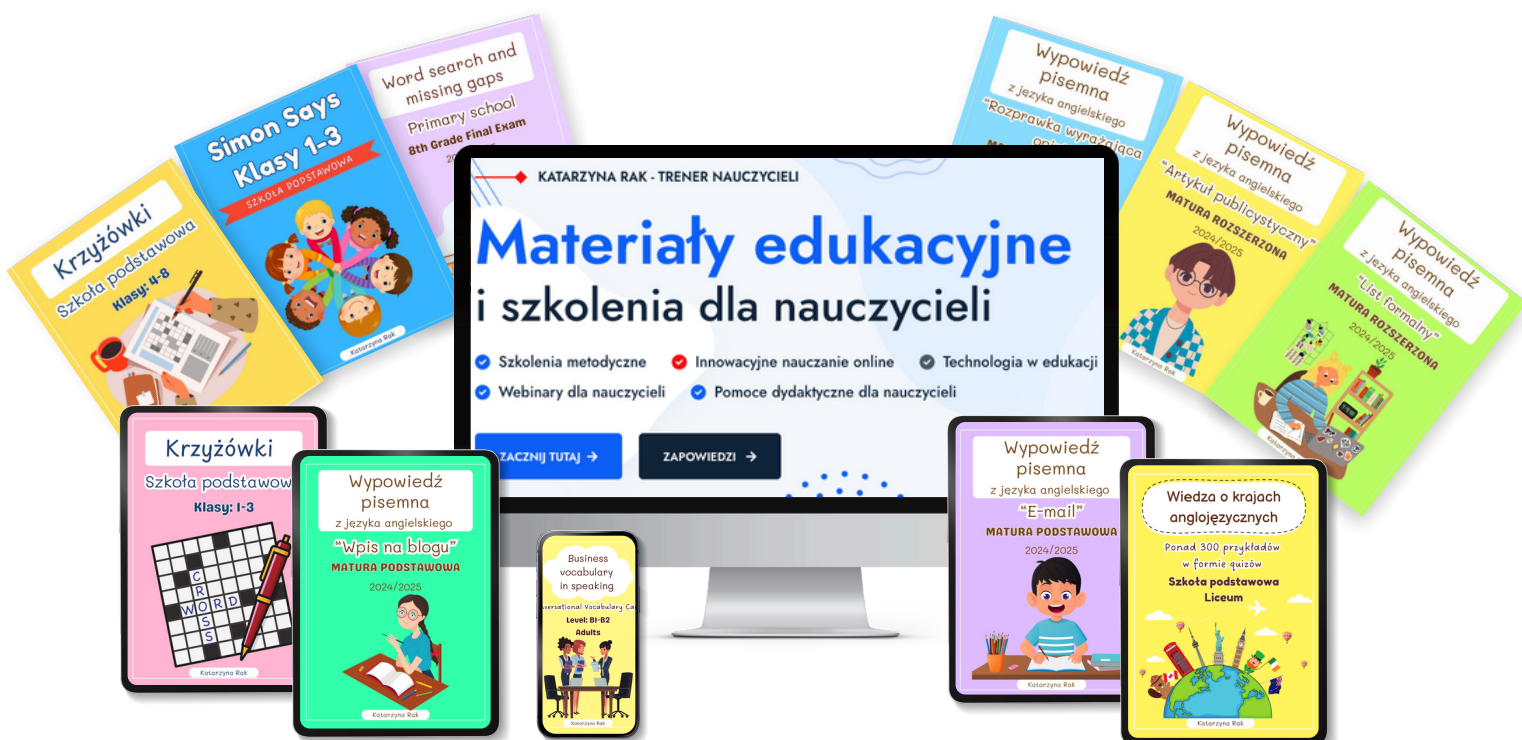 Word search and
missing gaps
Primary school
8th Grade Final Exam
Simon Says
Klasy 1-3
SZKOŁA PODSTAWOWA
Katarzyna Rak
Krzyżówki
Szkoła podstawowa
Klasy: 4-8
KATARZYNA RAK - TRENER NAUCZYCIELI
Materiały edukacyjne
i szkolenia dla nauczycieli
Szkolenia metodyczne
Innowacyjne nauczanie online
Technologia w edukacji
Webinary dla nauczycieli
Pomoce dydaktyczne dla nauczycieli
ZACZNIJ TUTAJ →
ZAPOWIEDZI →
Wypowiedź
pisemna
z języka angielskiego
"Rozprawka wyrażająca
Wypowiedź
pisemna
z języka angielskiego
"Artykuł publicystyczny"
MATURA ROZSZERZONA
2024/2025
Katarzyna Rak
Wypowiedź
pisemna
z języka angielskiego
"List formalny"
MATURA ROZSZERZONA
2024/2025
Krzyżówki
Szkoła podstawow
Klasy: 1-3
CROSS
WORD
Katarzyna Rak
Wypowiedź
pisemna
z języka angielskiego
"Wpis na blogu"
MATURA PODSTAWOWA
2024/2025
Katarzyna Rak
Business
vocabulary
in speaking
versational Vocabulary Ca
Level: B1-B2
Adults
Katarzyna Rak
Wypowiedź
pisemna
z języka angielskiego
"E-mail"
MATURA PODSTAWOWA
2024/2025
Katarzyna Rak
Wiedza o krajach
anglojęzycznych
Ponad 300 przykładów
w formie quizów
Szkoła podstawowa
Liceum
Katarzyna Rak